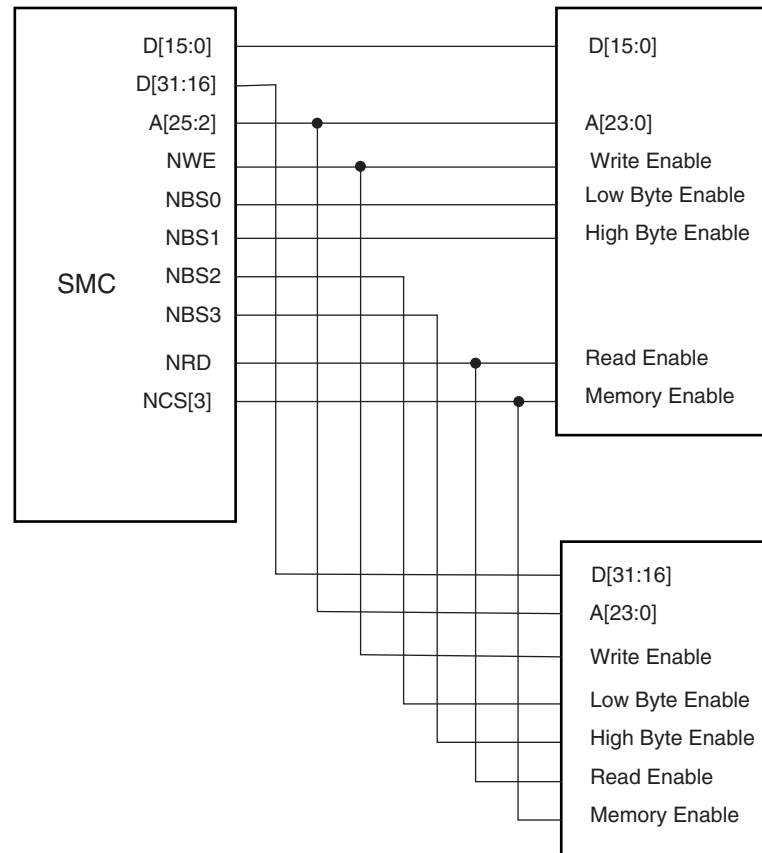 D[15:0]
D[31:16]
A[25:2]
NWE
NBS0
NBS1
NBS2
NBS3
NRD
NCS[3]
SMC
D[15:0]
A[23:0]
Write Enable
Low Byte Enable
High Byte Enable
Read Enable
Memory Enable
D[31:16]
A[23:0]
Write Enable
Low Byte Enable
High Byte Enable
Read Enable
Memory Enable